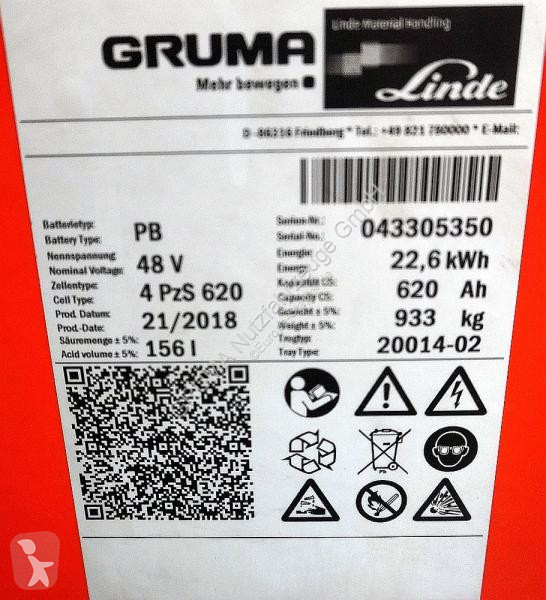 GRUMA
Mehr bewegen
Linde Material Handling
Linde
D-86316 Friedberg * Tel.: +49 821 780000 * E-Mail:
Batterietyp:
Battery Type:
PB
Nennspannung:
Nominal Voltage:
48 V
Zellentype:
Cell Type:
4 PzS 620
Prod. Datum:
Prod.-Date:
21/2018
Säuremenge ± 5%:
Acid volume ± 5%:
156 l
Serien-Nr.:
Serial-No.:
043305350
Energie:
Energy:
22,6 kWh
Kapazität C5:
Capacity C5:
620 Ah
Gewicht ± 5%:
Weight ± 5%:
933 kg
Trogtyp:
Tray Type:
20014-02
Pb
GRUMA Nutzfahrzeuge GmbH